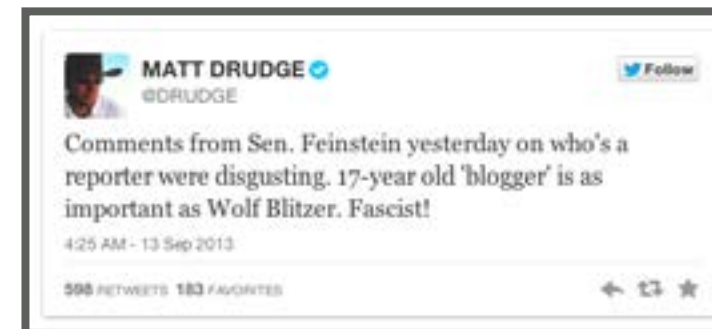 MATT DRUDGE
@DRUDGE
Follow
Comments from Sen. Feinstein yesterday on who's a
reporter were disgusting. 17-year old 'blogger' is as
important as Wolf Blitzer. Fascist!
4:25 AM - 13 Sep 2013
598 RETWEETS 183 FAVORITES